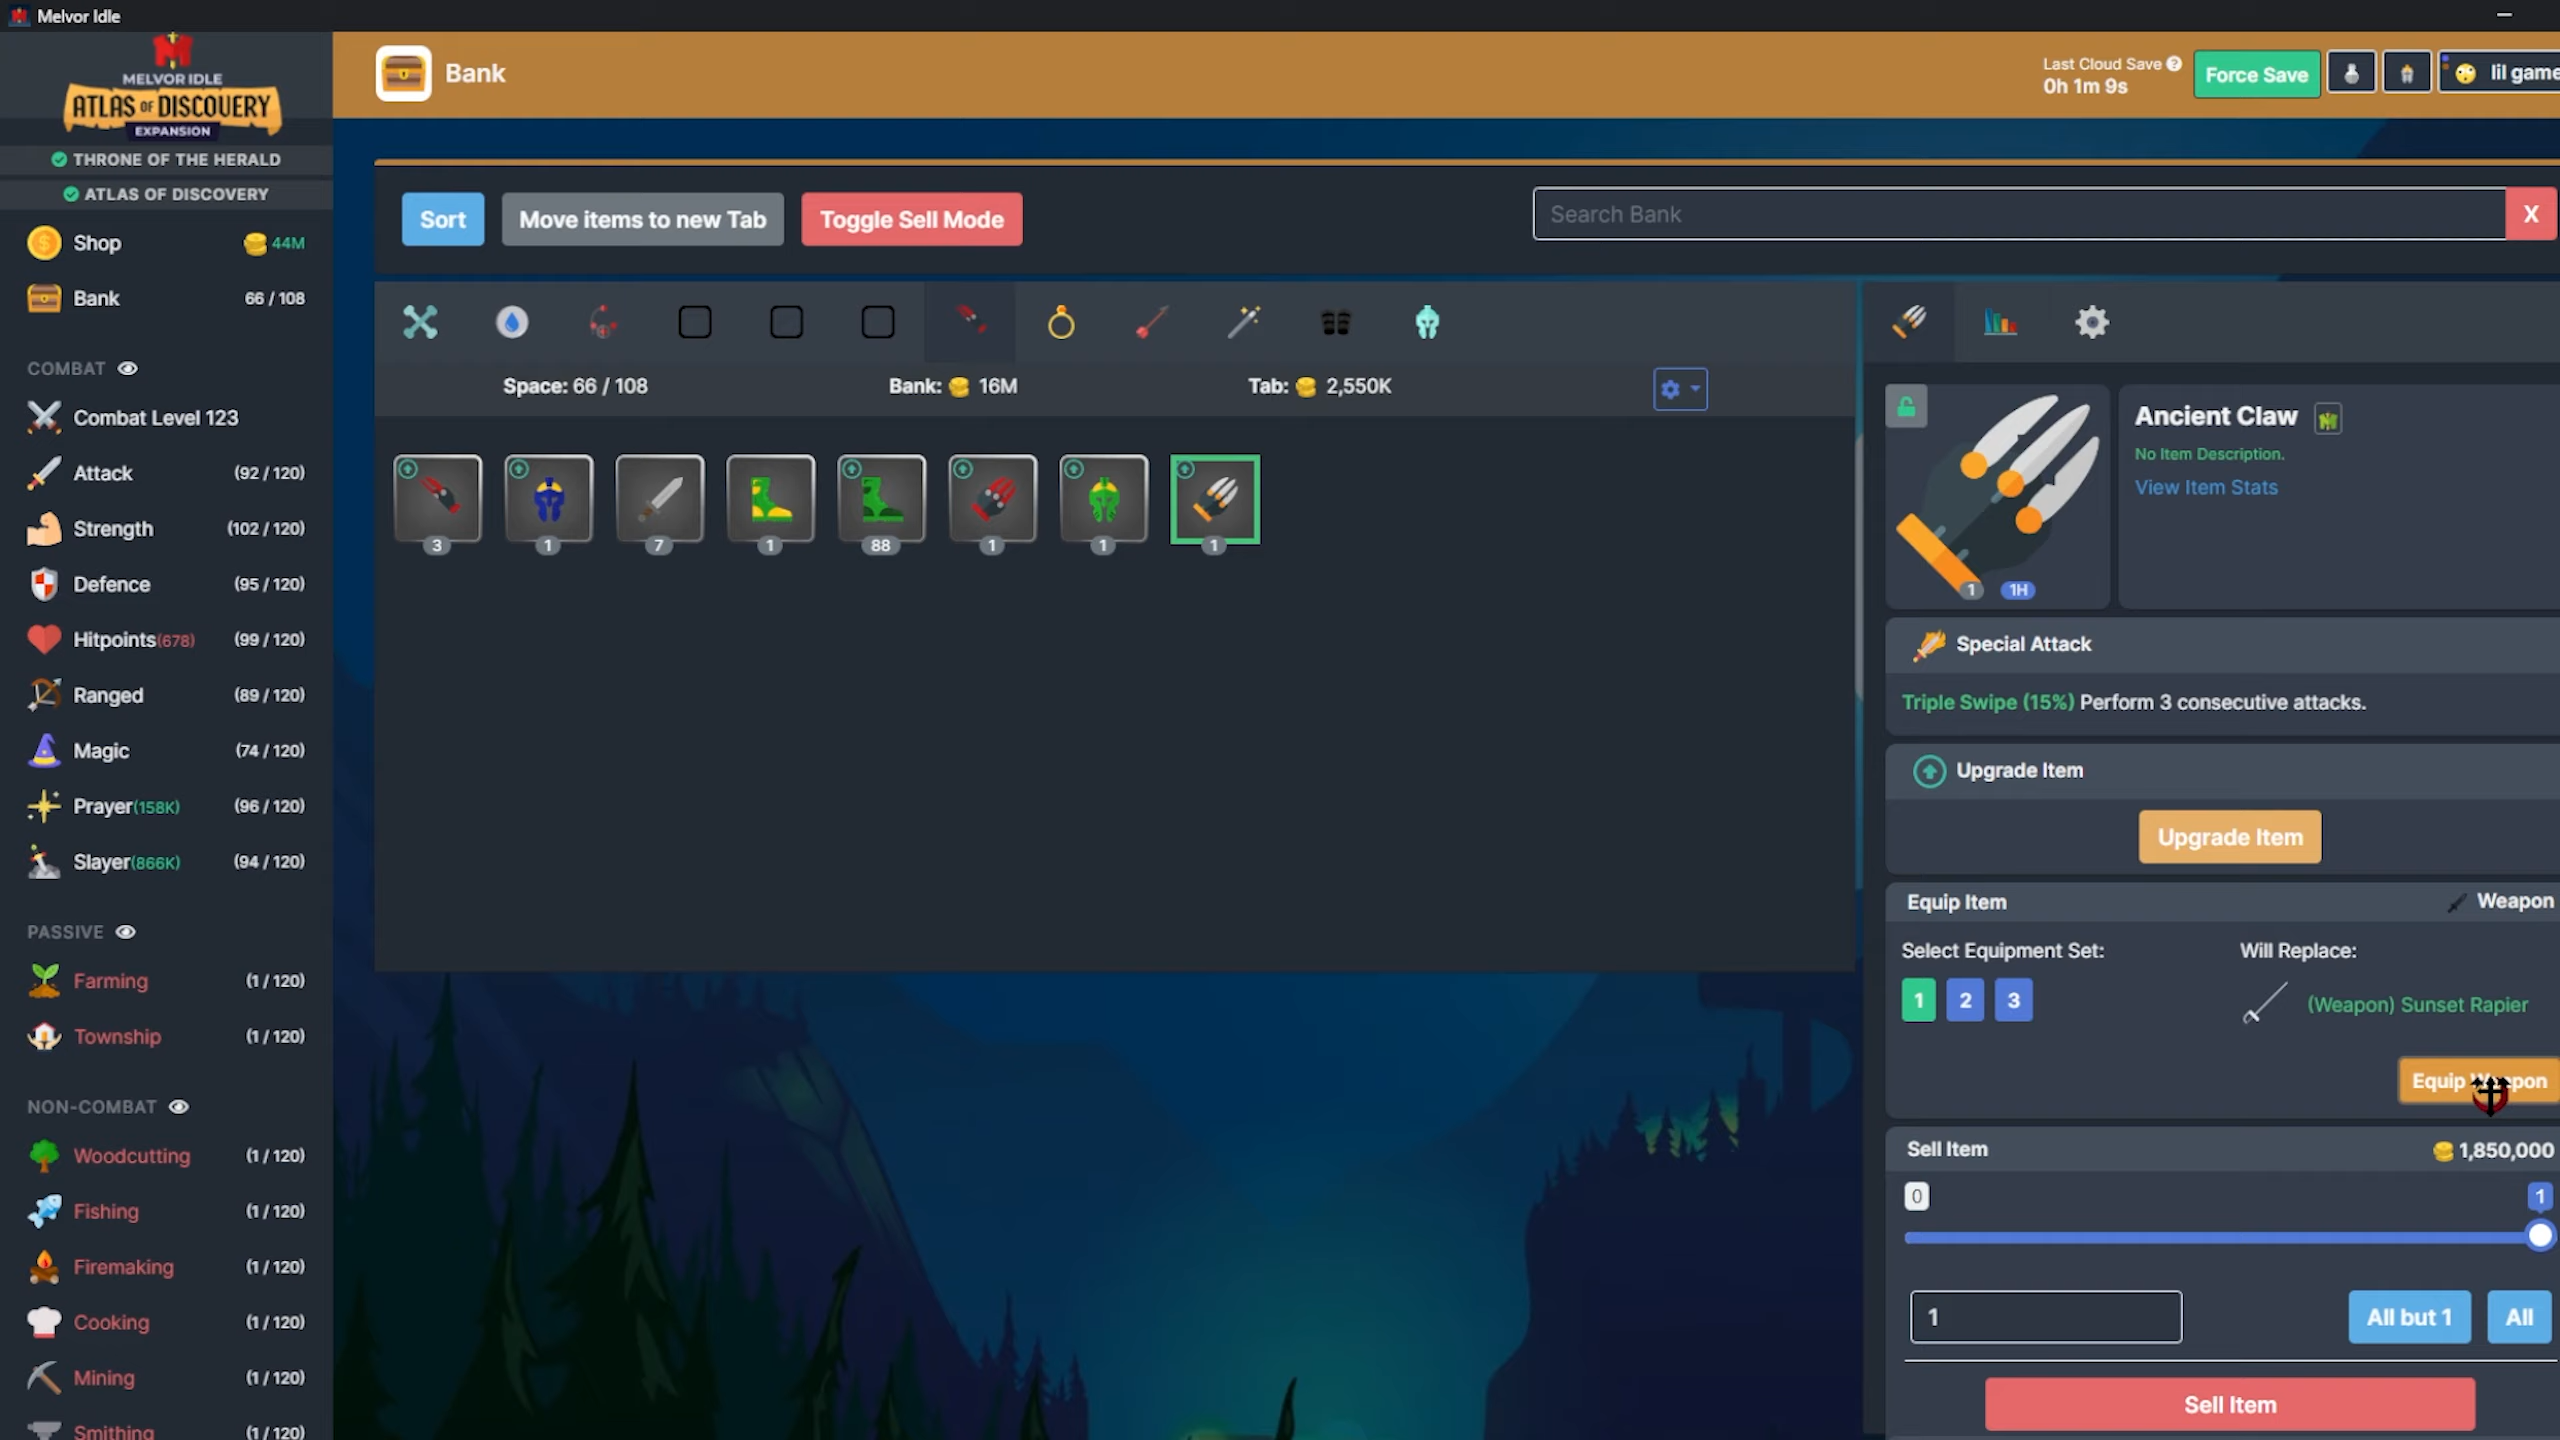 Melvor Idle
MELVOR IDLE
ATLAS OF DISCOVERY
EXPANSION
THRONE OF THE HERALD
ATLAS OF DISCOVERY
Shop 44M
Bank 66 / 108
COMBAT
Combat Level 123
Attack (92 / 120)
Strength (102 / 120)
Defence (95 / 120)
Hitpoints(678) (99 / 120)
Ranged (89 / 120)
Magic (74 / 120)
Prayer(158K) (96 / 120)
Slayer(866K) (94 / 120)
PASSIVE
Farming (1 / 120)
Township (1 / 120)
NON-COMBAT
Woodcutting (1 / 120)
Fishing (1 / 120)
Firemaking (1 / 120)
Cooking (1 / 120)
Mining (1 / 120)
Smithing (1 / 120)
Bank
Last Cloud Save ?
0h 1m 9s
Force Save
lil game
Sort
Move items to new Tab
Toggle Sell Mode
Search Bank
X
Space: 66 / 108
Bank: 16M
Tab: 2,550K
3
1
7
1
88
1
1
1
Ancient Claw
No Item Description.
View Item Stats
1
1H
Special Attack
Triple Swipe (15%) Perform 3 consecutive attacks.
Upgrade Item
Upgrade Item
Equip Item Weapon
Select Equipment Set: Will Replace:
1 2 3
(Weapon) Sunset Rapier
Equip Weapon
Sell Item 1,850,000
0 1
1
All but 1
All
Sell Item